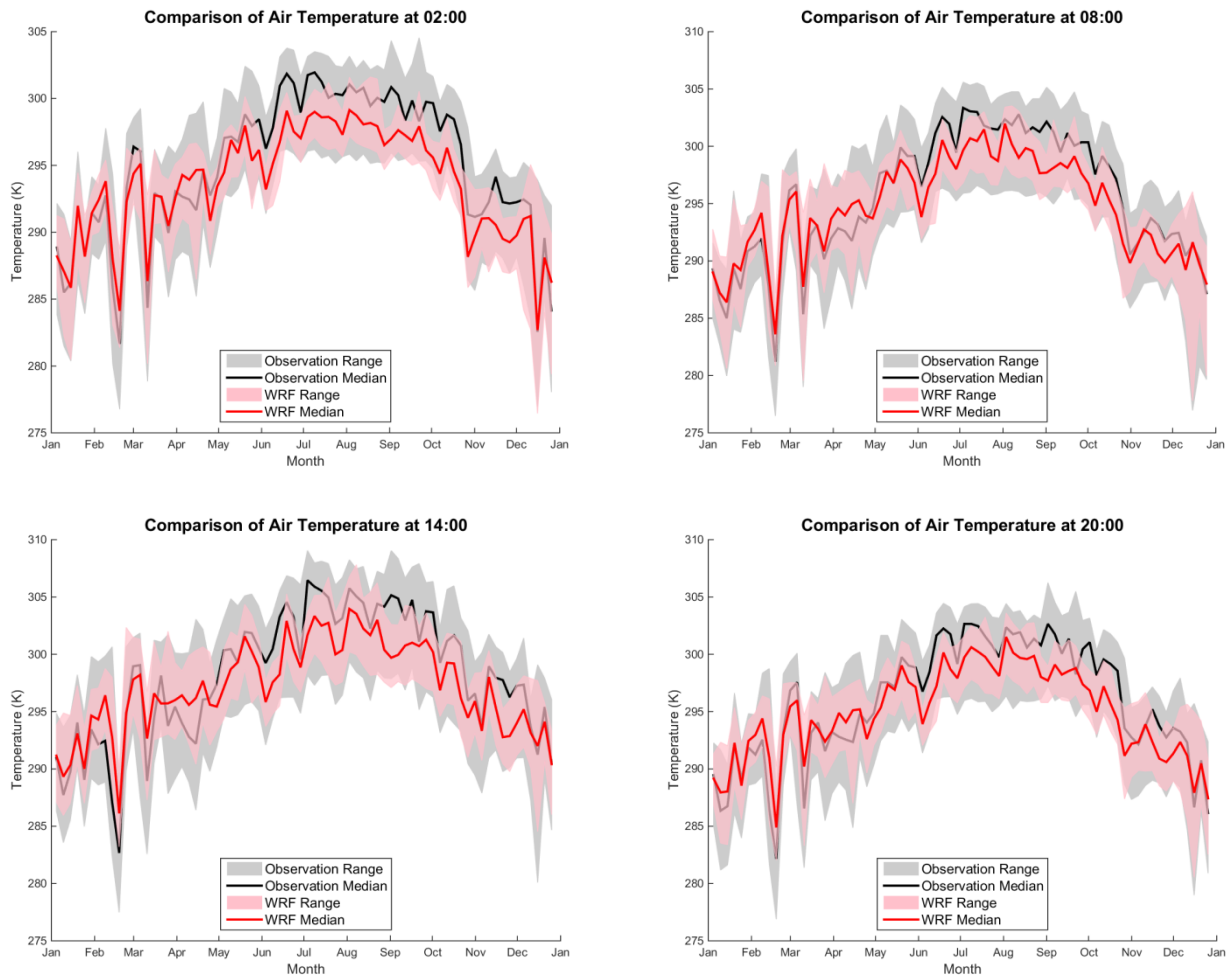 Comparison of Air Temperature at 02:00
305
300
295
290
285
280
275
Temperature (K)
Jan Feb Mar Apr May Jun Jul Aug Sep Oct Nov Dec Jan
Month
Observation Range
Observation Median
WRF Range
WRF Median
Comparison of Air Temperature at 08:00
310
305
300
295
290
285
280
275
Temperature (K)
Jan Feb Mar Apr May Jun Jul Aug Sep Oct Nov Dec Jan
Month
Observation Range
Observation Median
WRF Range
WRF Median
Comparison of Air Temperature at 14:00
310
305
300
295
290
285
280
275
Temperature (K)
Jan Feb Mar Apr May Jun Jul Aug Sep Oct Nov Dec Jan
Month
Observation Range
Observation Median
WRF Range
WRF Median
Comparison of Air Temperature at 20:00
310
305
300
295
290
285
280
275
Temperature (K)
Jan Feb Mar Apr May Jun Jul Aug Sep Oct Nov Dec Jan
Month
Observation Range
Observation Median
WRF Range
WRF Median